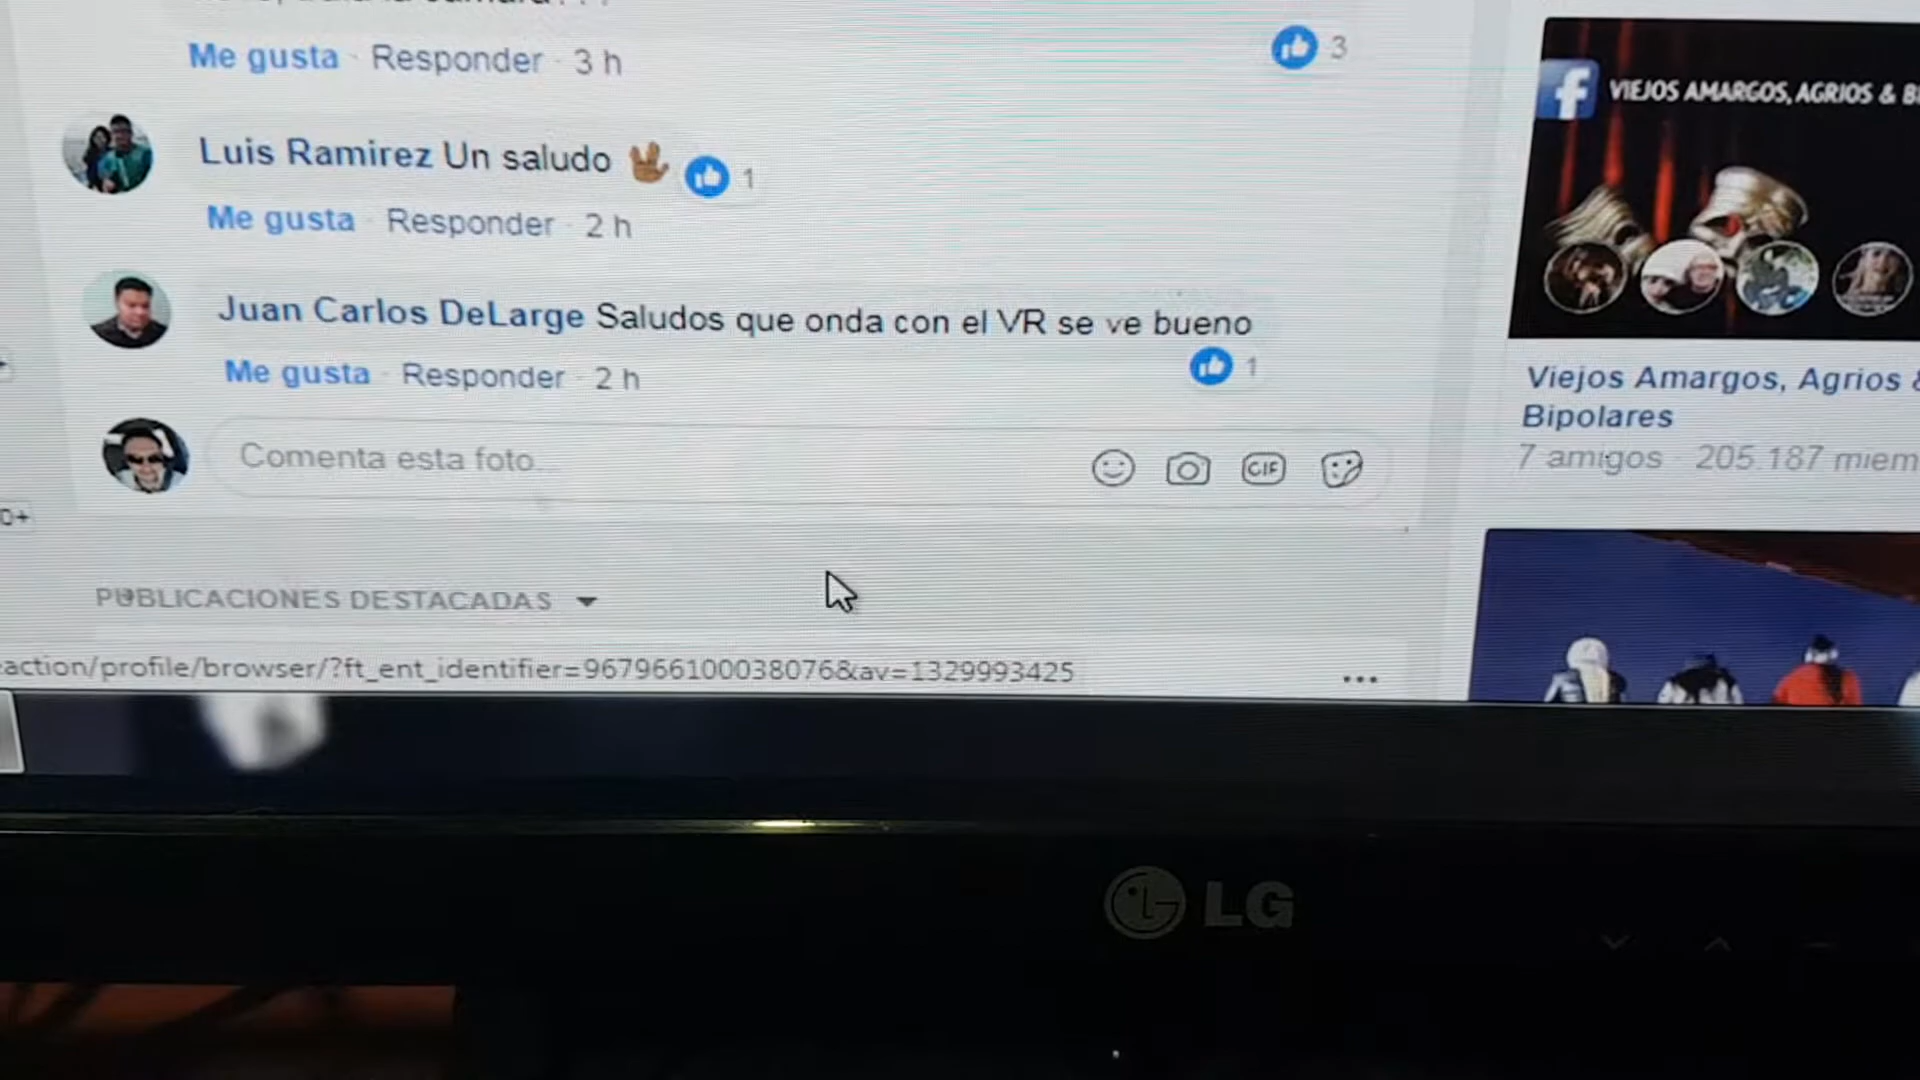 Me gusta · Responder · 3 h
3
Luis Ramirez Un saludo 1
Me gusta · Responder · 2 h
Juan Carlos DeLarge Saludos que onda con el VR se ve bueno
1
Me gusta · Responder · 2 h
Comenta esta foto...
GIF
0+
PUBLICACIONES DESTACADAS
action/profile/browser/?ft_ent_identifier=967966100038076&av=1329993425
VIEJOS AMARGOS, AGRIOS &
Viejos Amargos, Agrios &
Bipolares
7 amigos · 205.187 miem
LG